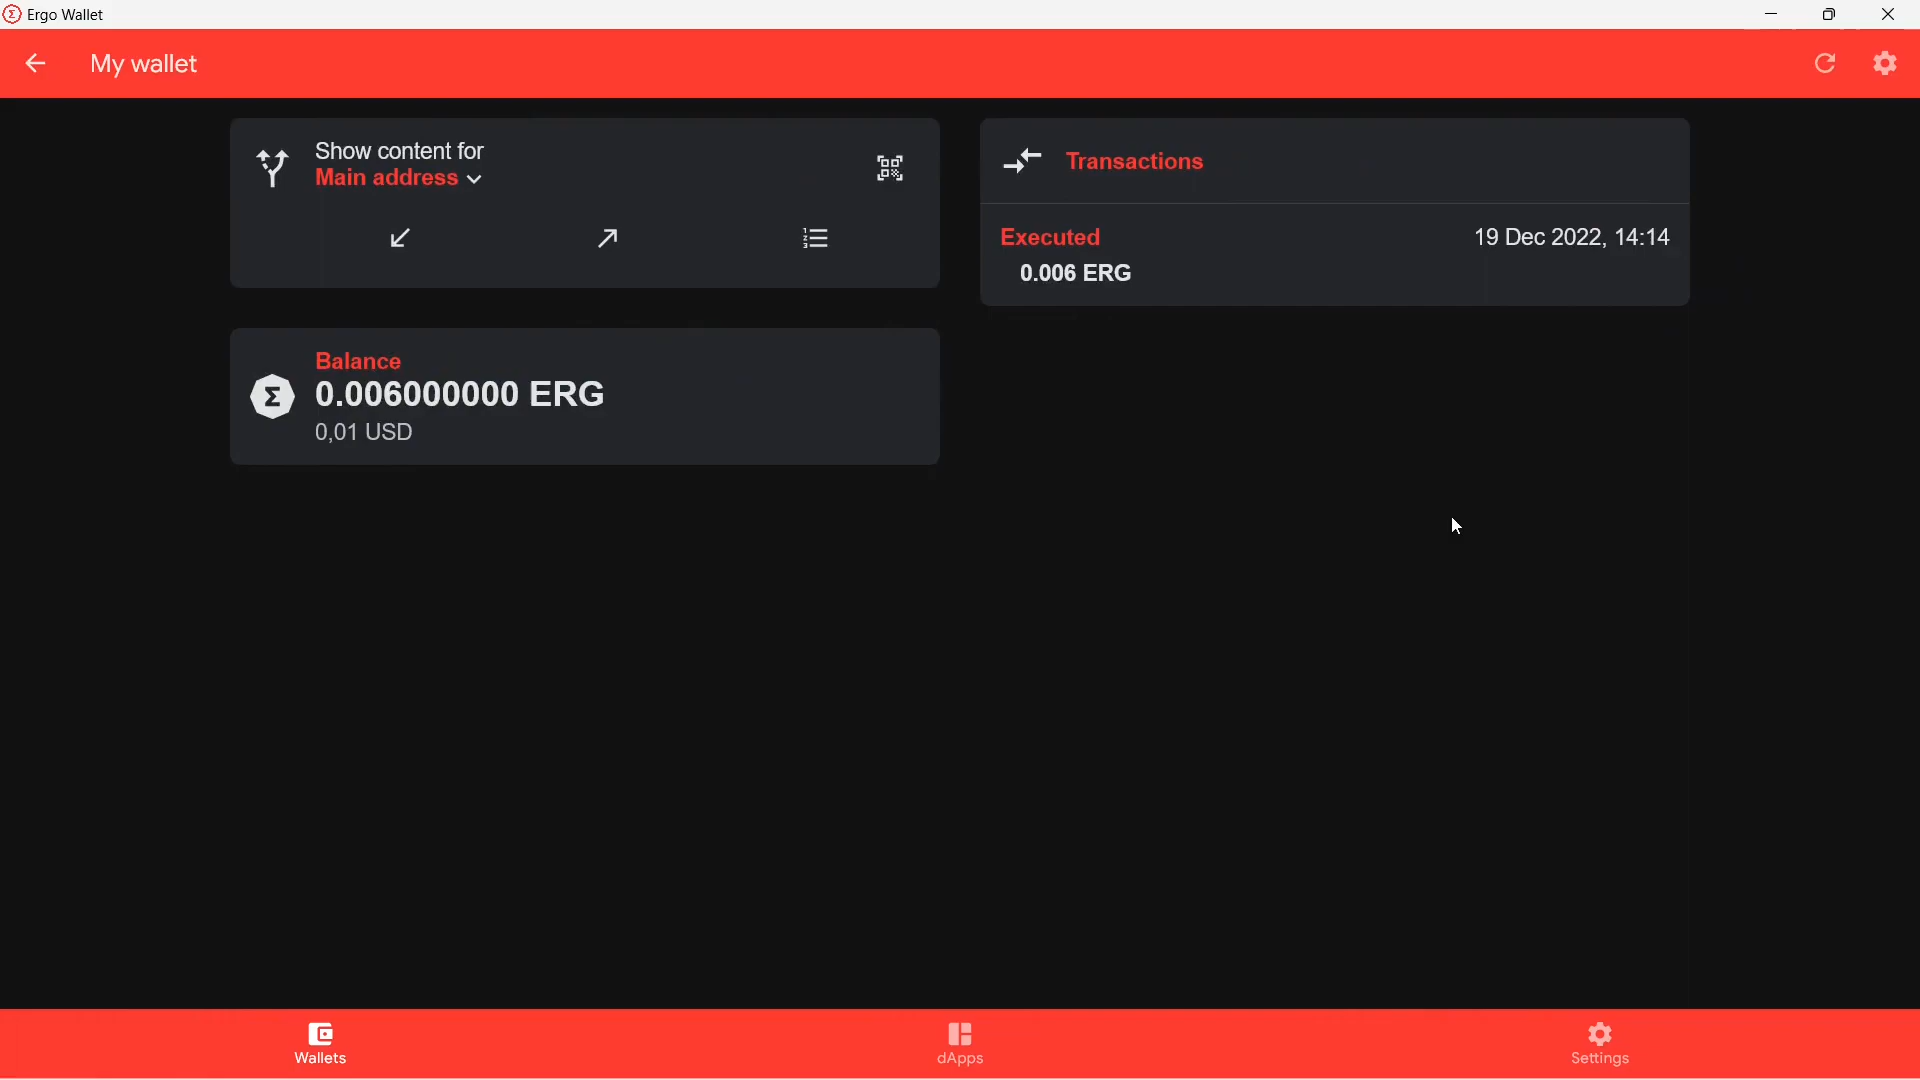 Ergo Wallet
My wallet
Show content for
Main address
Transactions
Executed
19 Dec 2022, 14:14
0.006 ERG
Balance
0.006000000 ERG
0,01 USD
Wallets
dApps
Settings